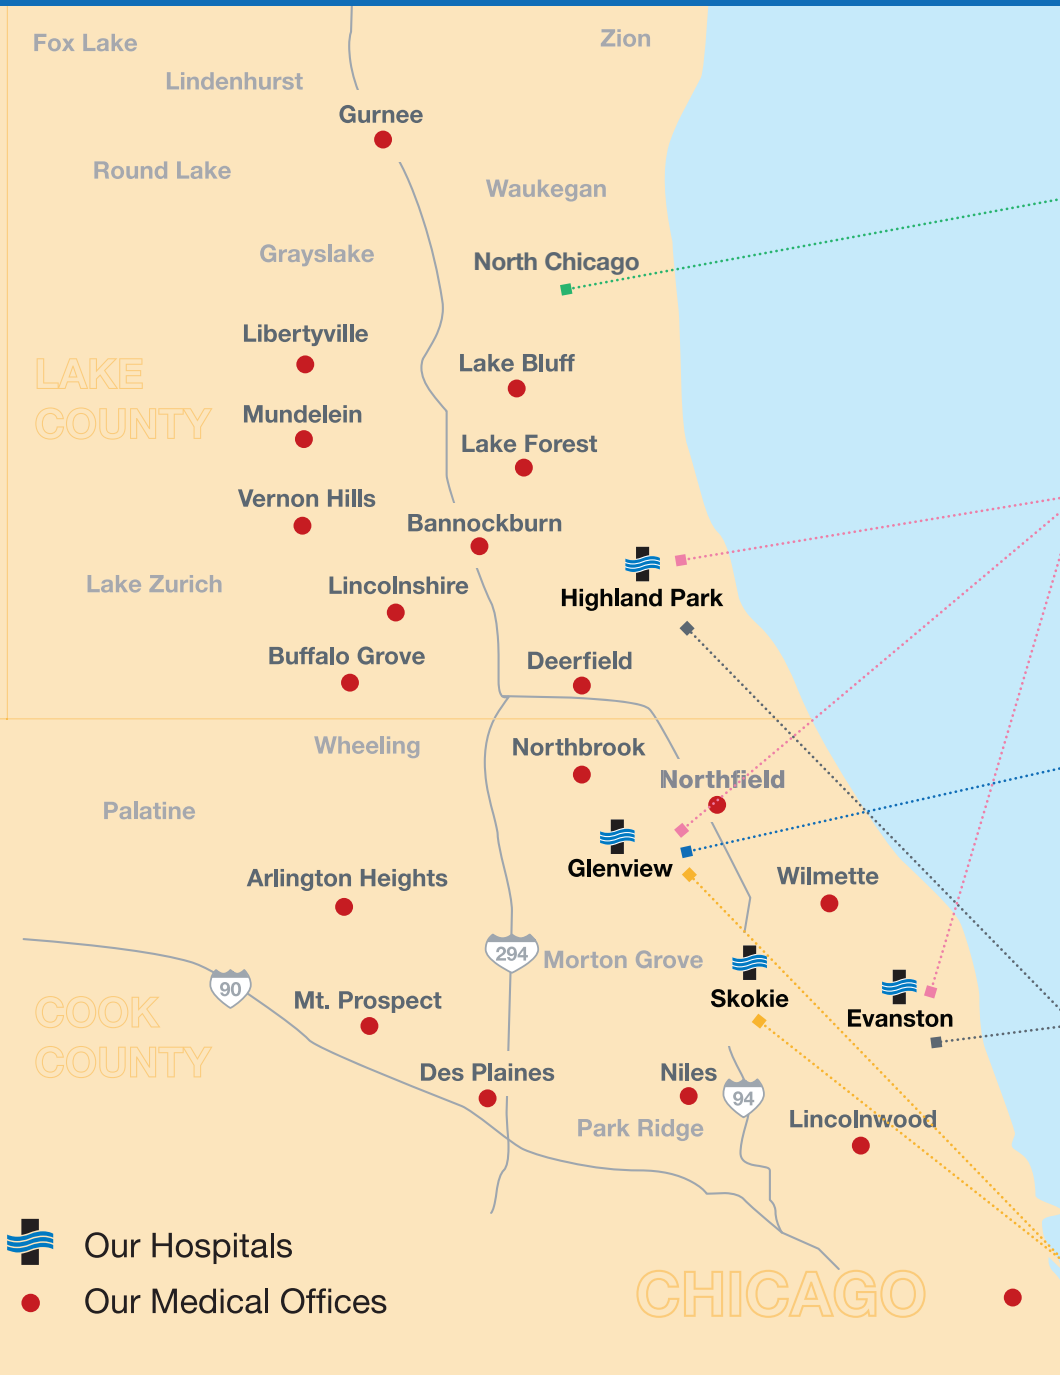 Fox Lake
Zion
Lindenhurst
Gurnee
Round Lake
Waukegan
Grayslake
North Chicago
Libertyville
LAKE
COUNTY
Lake Bluff
Mundelein
Lake Forest
Vernon Hills
Bannockburn
Lake Zurich
Lincolnshire
Highland Park
Buffalo Grove
Deerfield
Wheeling
Northbrook
Northfield
Palatine
Glenview
Arlington Heights
Wilmette
294
Morton Grove
90
COOK
COUNTY
Mt. Prospect
Skokie
Evanston
Des Plaines
Niles
94
Park Ridge
Lincolnwood
Our Hospitals
Our Medical Offices
CHICAGO